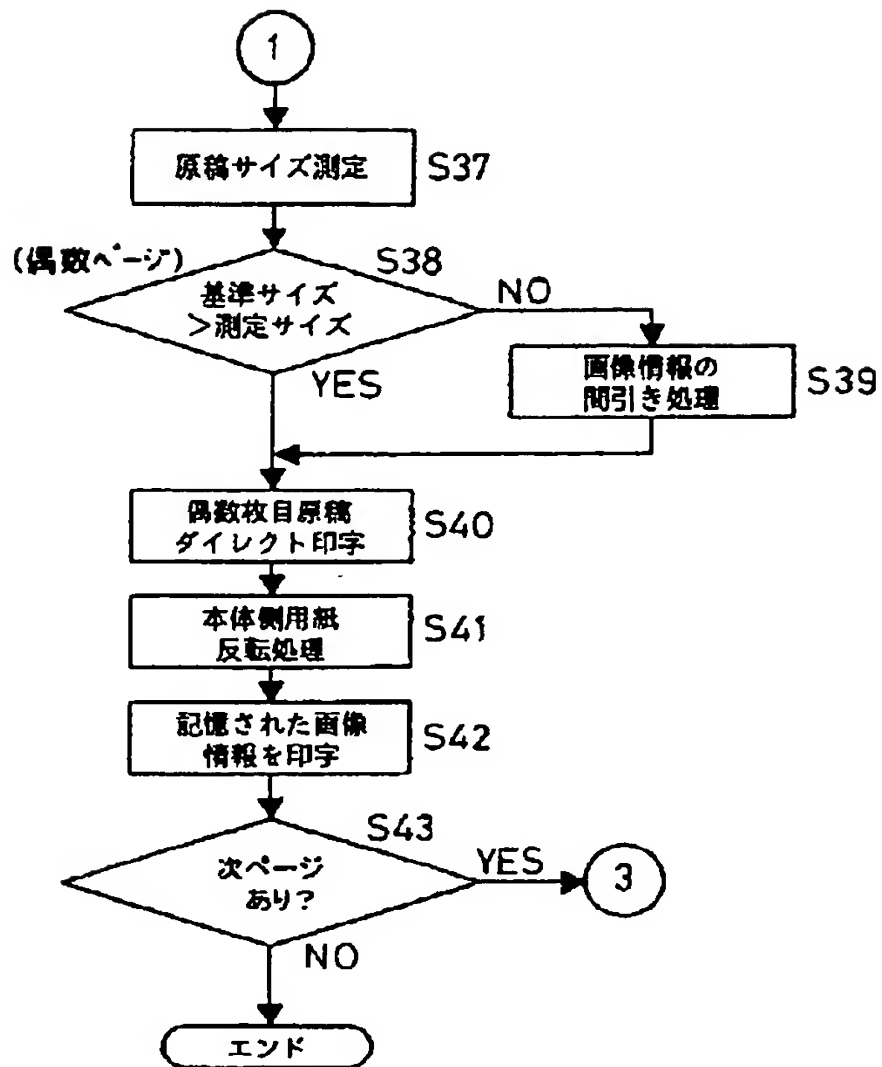 1
原稿サイズ測定
S37
(偶数ページ)
S38
基準サイズ
>測定サイズ
NO
YES
画像情報の
間引き処理
S39
偶数枚目原稿
ダイレクト印字
S40
本体側用紙
反転処理
S41
記憶された画像
情報を印字
S42
S43
次ページ
あり?
YES
3
NO
エンド